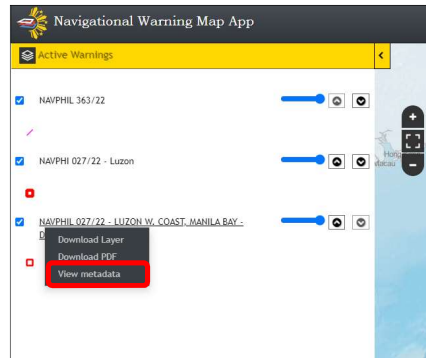 Navigational Warning Map App
Active Warnings
<
NAVPHIL 363/22
+
Hong
Macau
−
NAVPHI 027/22 - Luzon
NAVPHIL 027/22 - LUZON W. COAST, MANILA BAY -
D
Download Layer
Download PDF
View metadata